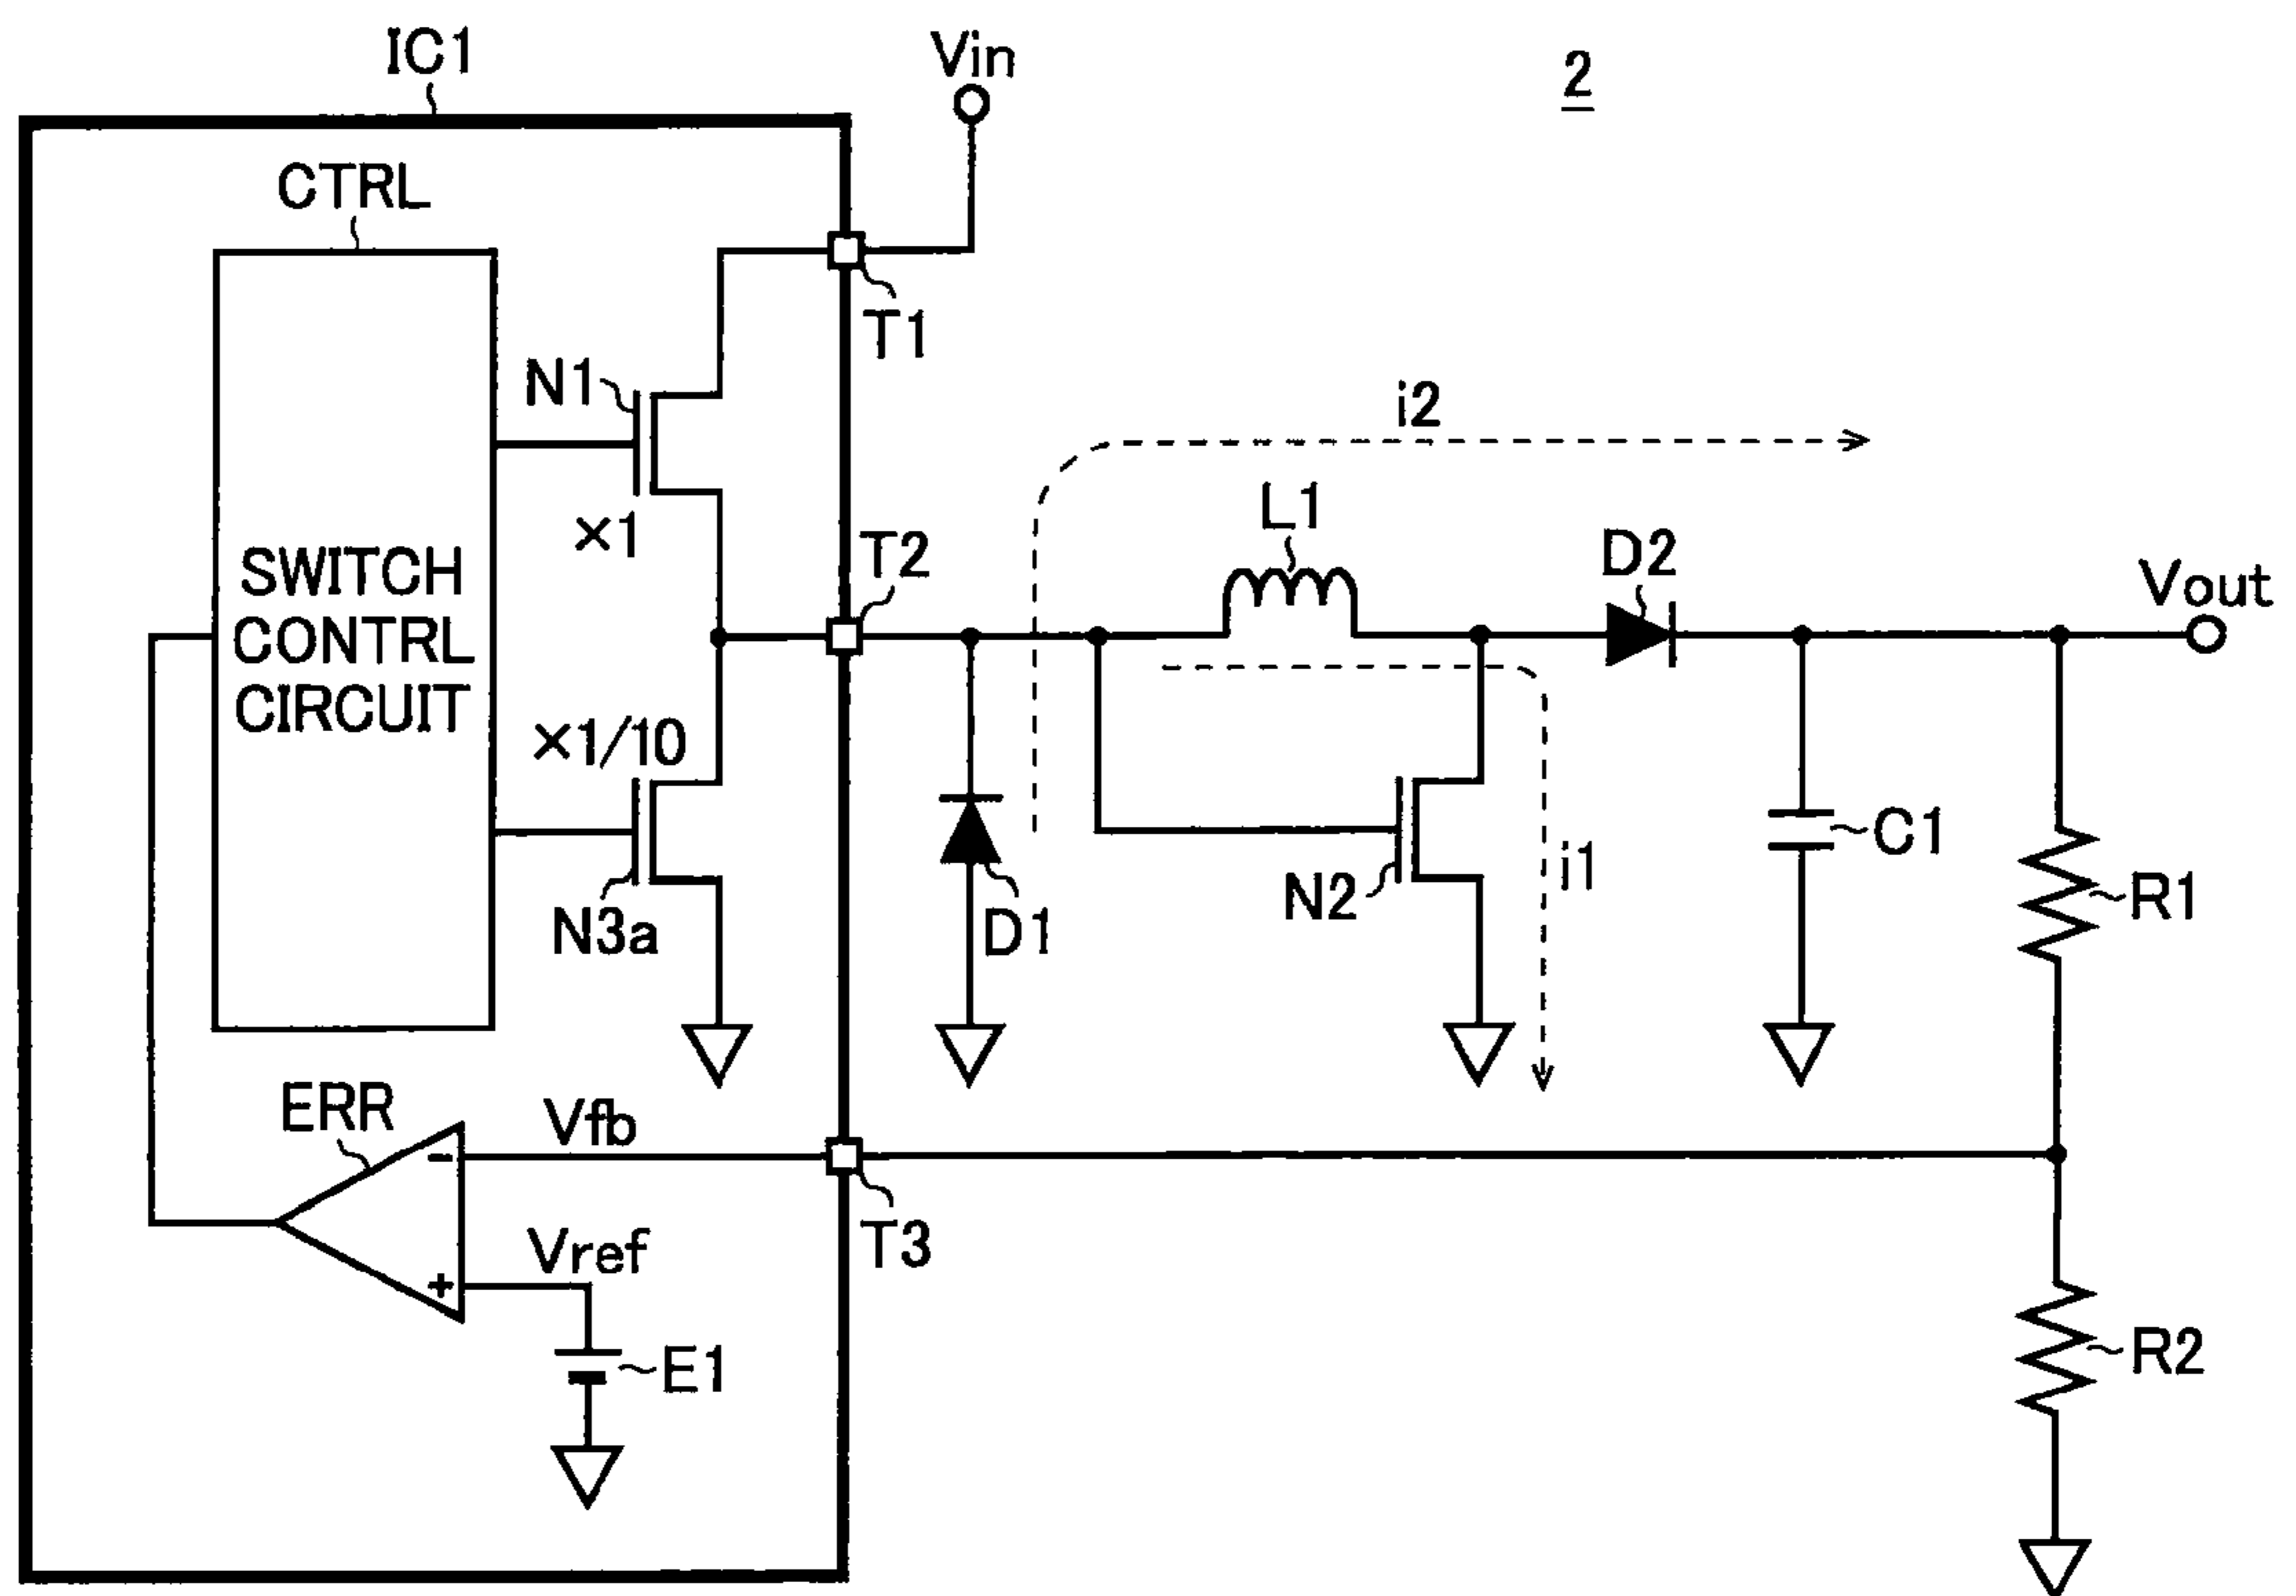 IC1
Vin
2
CTRL
T1
N1
i2
×1
L1
T2
D2
Vout
SWITCH
CONTRL
CIRCUIT
×1/10
C1
i1
N2
R1
N3a
D1
ERR
Vfb
-
T3
Vref
+
E1
R2